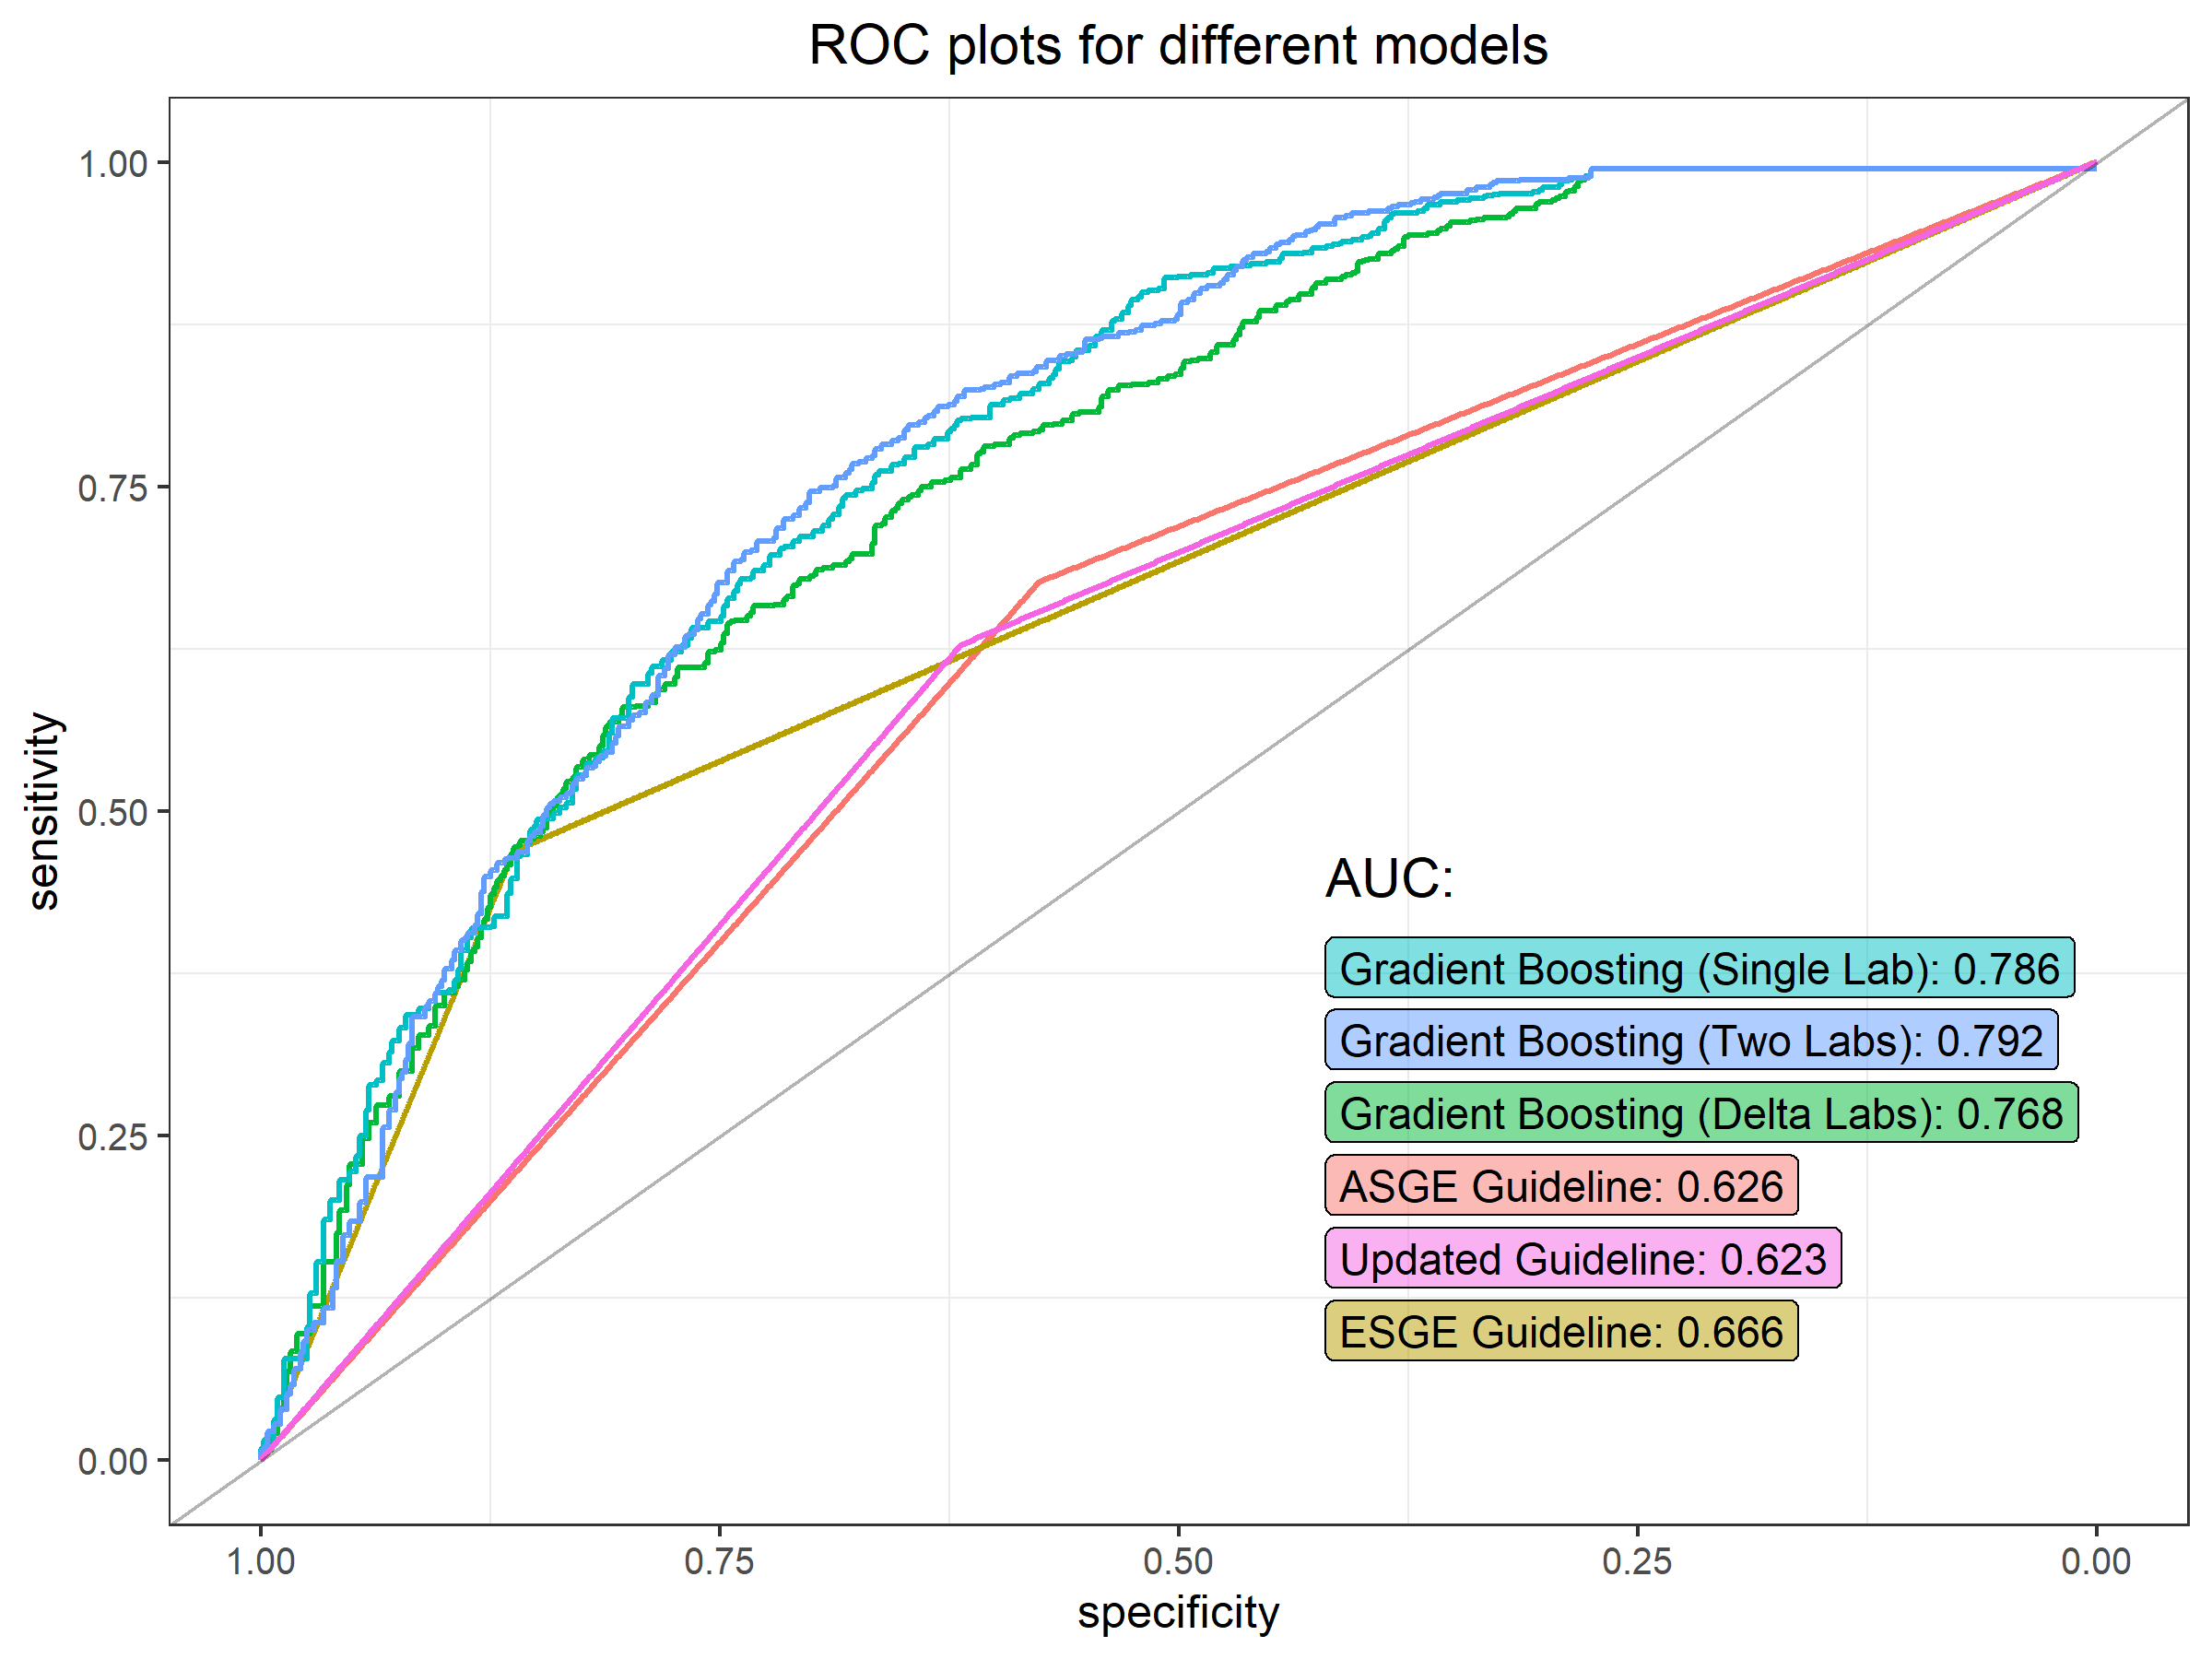 ROC plots for different models
1.00
0.75
0.50
0.25
0.00
sensitivity
AUC:
Gradient Boosting (Single Lab): 0.786
Gradient Boosting (Two Labs): 0.792
Gradient Boosting (Delta Labs): 0.768
ASGE Guideline: 0.626
Updated Guideline: 0.623
ESGE Guideline: 0.666
1.00 0.75 0.50 0.25 0.00
specificity